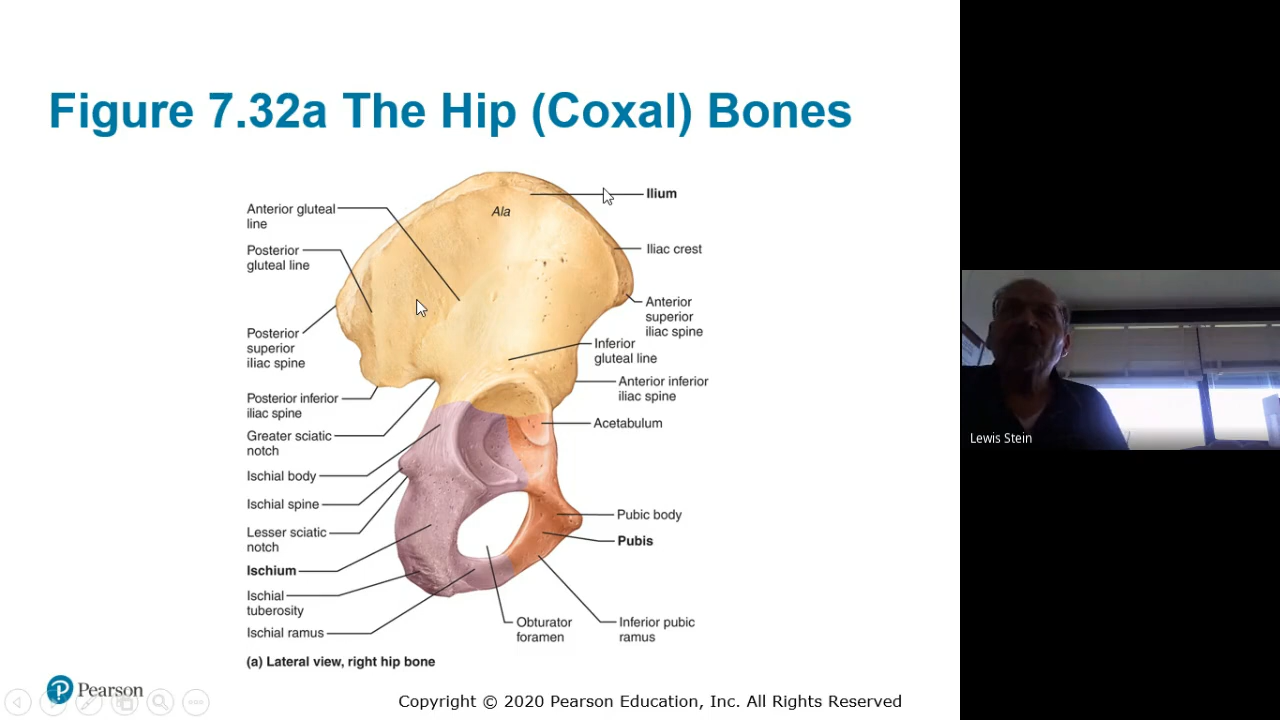 Figure 7.32a The Hip (Coxal) Bones
Anterior gluteal
line
Posterior
gluteal line
Posterior
superior
iliac spine
Posterior inferior
iliac spine
Greater sciatic
notch
Ischial body
Ischial spine
Lesser sciatic
notch
Ischium
Ischial
tuberosity
Ischial ramus
Ala
Ilium
Iliac crest
Anterior
superior
iliac spine
Inferior
gluteal line
Anterior inferior
iliac spine
Acetabulum
Pubic body
Pubis
Obturator
foramen
Inferior pubic
ramus
(a) Lateral view, right hip bone
P Pearson
Copyright © 2020 Pearson Education, Inc. All Rights Reserved
Lewis Stein